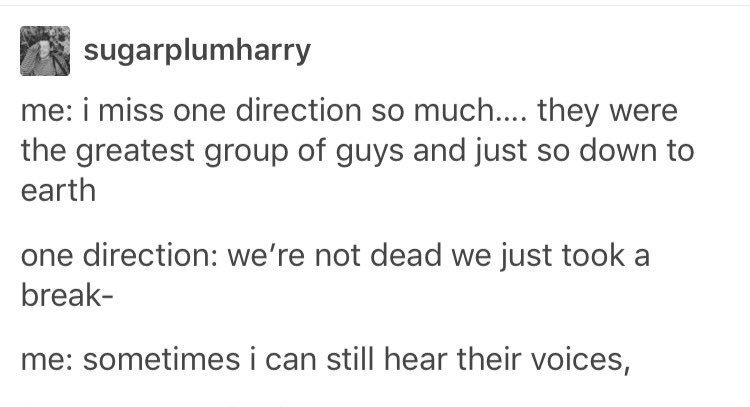 sugarplumharry
me: i miss one direction so much.... they were
the greatest group of guys and just so down to
earth
one direction: we’re not dead we just took a
break-
me: sometimes i can still hear their voices,